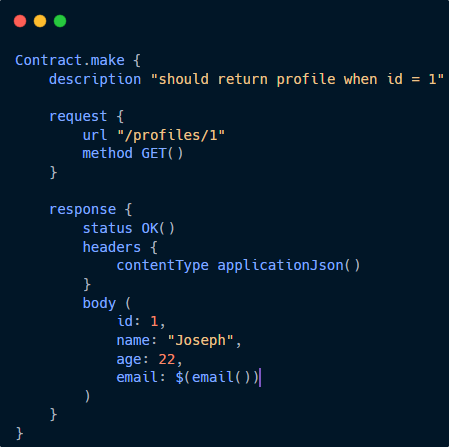 Contract.make {
    description "should return profile when id = 1"

    request {
        url "/profiles/1"
        method GET()
    }

    response {
        status OK()
        headers {
            contentType applicationJson()
        }
        body (
            id: 1,
            name: "Joseph",
            age: 22,
            email: $(email())
        )
    }
}